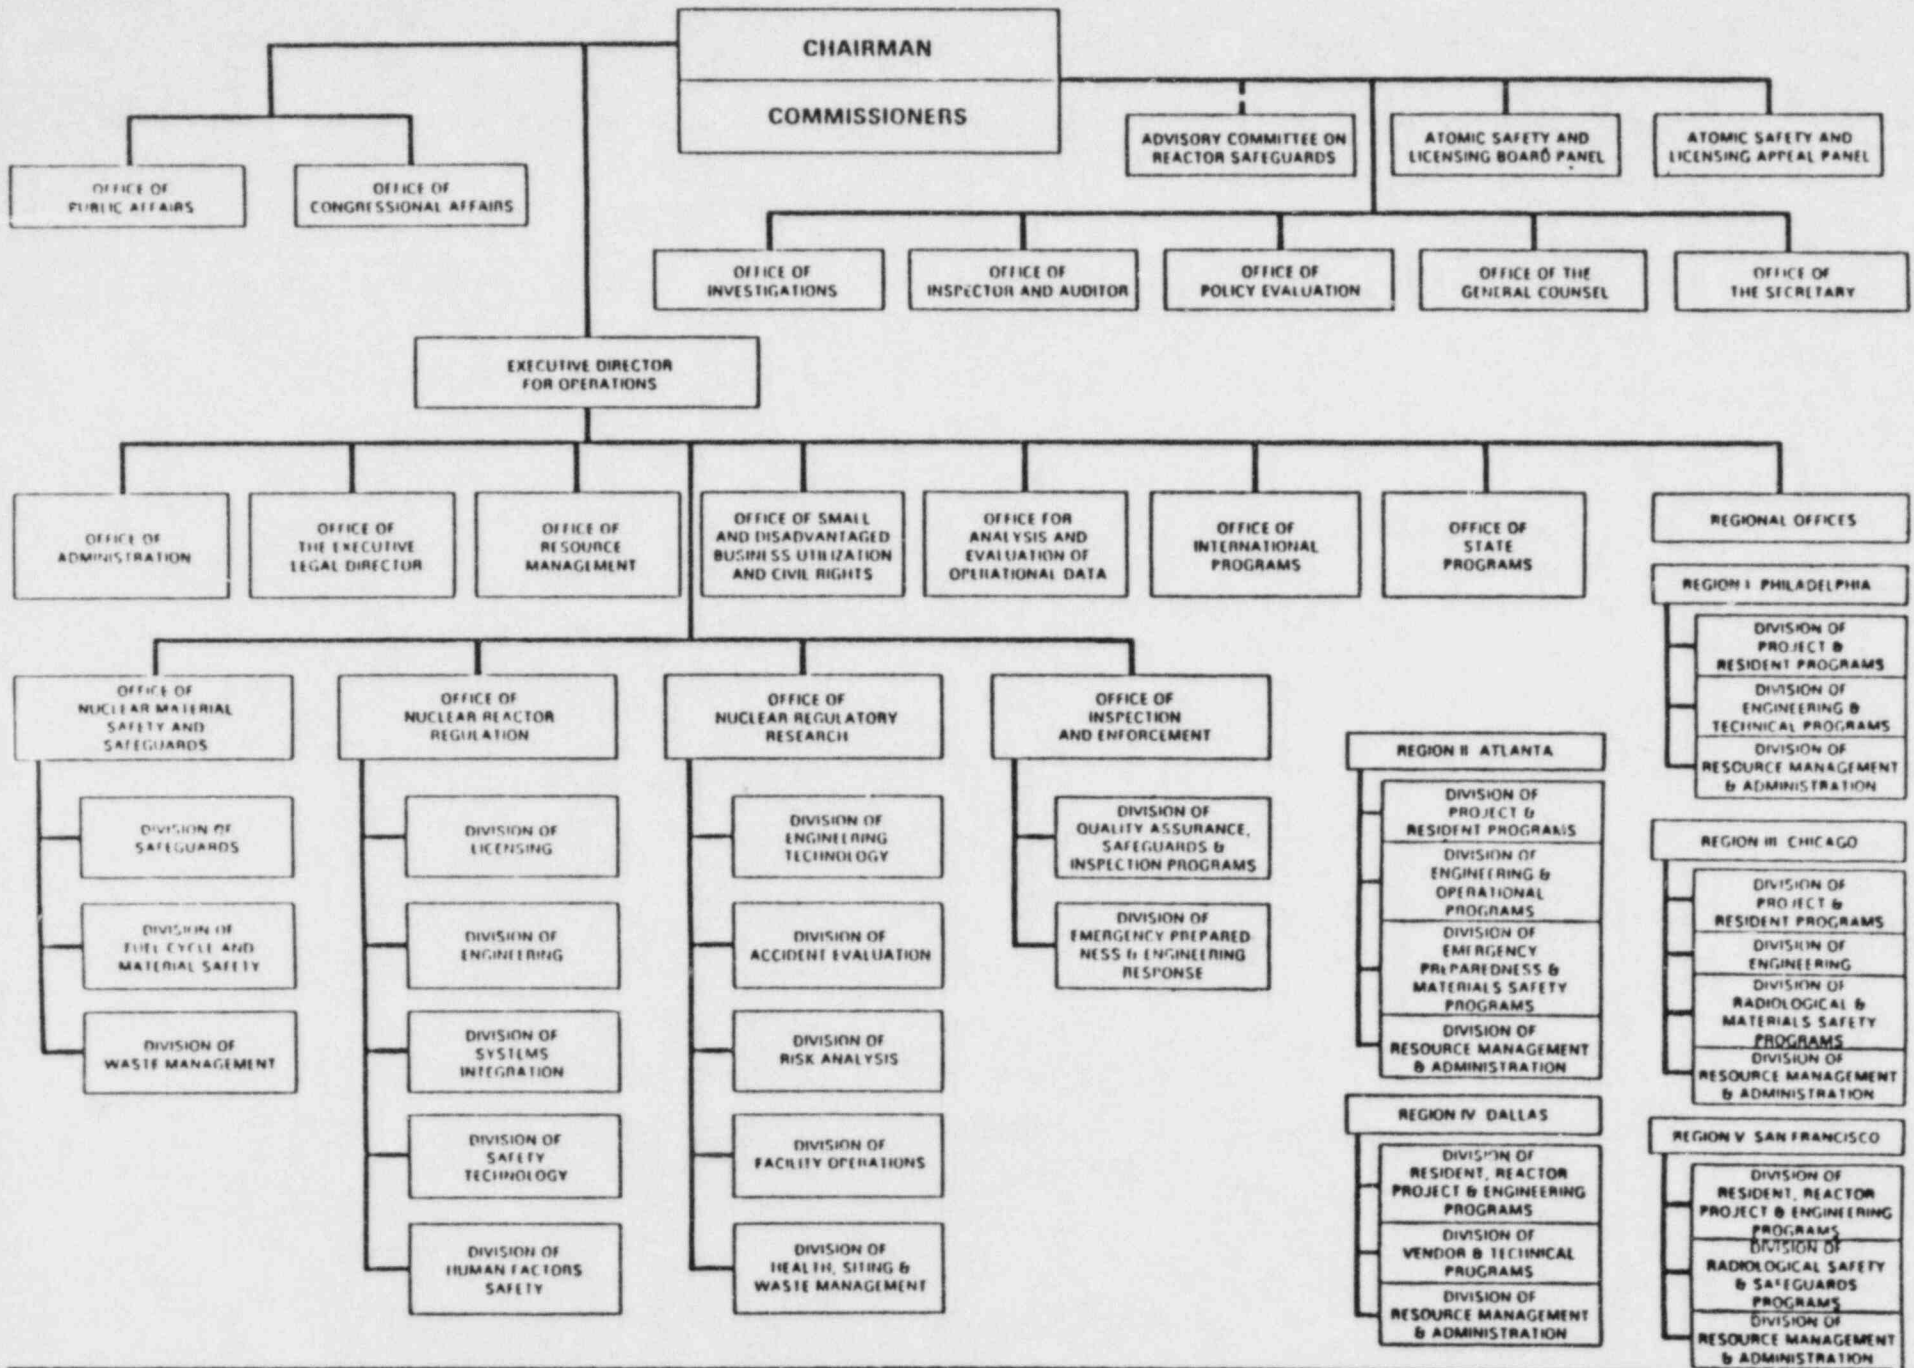 CHAIRMAN
COMMISSIONERS
ADVISORY COMMITTEE ON
REACTOR SAFEGUARDS
ATOMIC SAFETY AND
LICENSING BOARD PANEL
ATOMIC SAFETY AND
LICENSING APPEAL PANEL
OFFICE OF
PUBLIC AFFAIRS
OFFICE OF
CONGRESSIONAL AFFAIRS
OFFICE OF
INVESTIGATIONS
OFFICE OF
INSPECTOR AND AUDITOR
OFFICE OF
POLICY EVALUATION
OFFICE OF THE
GENERAL COUNSEL
OFFICE OF
THE SECRETARY
EXECUTIVE DIRECTOR
FOR OPERATIONS
OFFICE OF
ADMINISTRATION
OFFICE OF
THE EXECUTIVE
LEGAL DIRECTOR
OFFICE OF
RESOURCE
MANAGEMENT
OFFICE OF SMALL
AND DISADVANTAGED
BUSINESS UTILIZATION
AND CIVIL RIGHTS
OFFICE FOR
ANALYSIS AND
EVALUATION OF
OPERATIONAL DATA
OFFICE OF
INTERNATIONAL
PROGRAMS
OFFICE OF
STATE
PROGRAMS
REGIONAL OFFICES
REGION I PHILADELPHIA
DIVISION OF
PROJECT &
RESIDENT PROGRAMS
DIVISION OF
ENGINEERING &
TECHNICAL PROGRAMS
DIVISION OF
RESOURCE MANAGEMENT
& ADMINISTRATION
OFFICE OF
NUCLEAR MATERIAL
SAFETY AND
SAFEGUARDS
DIVISION OF
SAFEGUARDS
DIVISION OF
FUEL CYCLE AND
MATERIAL SAFETY
DIVISION OF
WASTE MANAGEMENT
OFFICE OF
NUCLEAR REACTOR
REGULATION
DIVISION OF
LICENSING
DIVISION OF
ENGINEERING
DIVISION OF
SYSTEMS
INTEGRATION
DIVISION OF
SAFETY
TECHNOLOGY
DIVISION OF
HUMAN FACTORS
SAFETY
OFFICE OF
NUCLEAR REGULATORY
RESEARCH
DIVISION OF
ENGINEERING
TECHNOLOGY
DIVISION OF
ACCIDENT EVALUATION
DIVISION OF
RISK ANALYSIS
DIVISION OF
FACILITY OPERATIONS
DIVISION OF
HEALTH, SITING &
WASTE MANAGEMENT
OFFICE OF
INSPECTION
AND ENFORCEMENT
DIVISION OF
QUALITY ASSURANCE,
SAFEGUARDS &
INSPECTION PROGRAMS
DIVISION OF
EMERGENCY PREPARED
NESS & ENGINEERING
RESPONSE
REGION II ATLANTA
DIVISION OF
PROJECT &
RESIDENT PROGRAMS
DIVISION OF
ENGINEERING &
OPERATIONAL
PROGRAMS
DIVISION OF
EMERGENCY
PREPAREDNESS &
MATERIALS SAFETY
PROGRAMS
DIVISION OF
RESOURCE MANAGEMENT
& ADMINISTRATION
REGION III CHICAGO
DIVISION OF
PROJECT &
RESIDENT PROGRAMS
DIVISION OF
ENGINEERING
DIVISION OF
RADIOLOGICAL &
MATERIALS SAFETY
PROGRAMS
DIVISION OF
RESOURCE MANAGEMENT
& ADMINISTRATION
REGION IV DALLAS
DIVISION OF
RESIDENT, REACTOR
PROJECT & ENGINEERING
PROGRAMS
DIVISION OF
VENDOR & TECHNICAL
PROGRAMS
DIVISION OF
RESOURCE MANAGEMENT
& ADMINISTRATION
REGION V SAN FRANCISCO
DIVISION OF
RESIDENT, REACTOR
PROJECT & ENGINEERING
PROGRAMS
DIVISION OF
RADIOLOGICAL SAFETY
& SAFEGUARDS
PROGRAMS
DIVISION OF
RESOURCE MANAGEMENT
& ADMINISTRATION